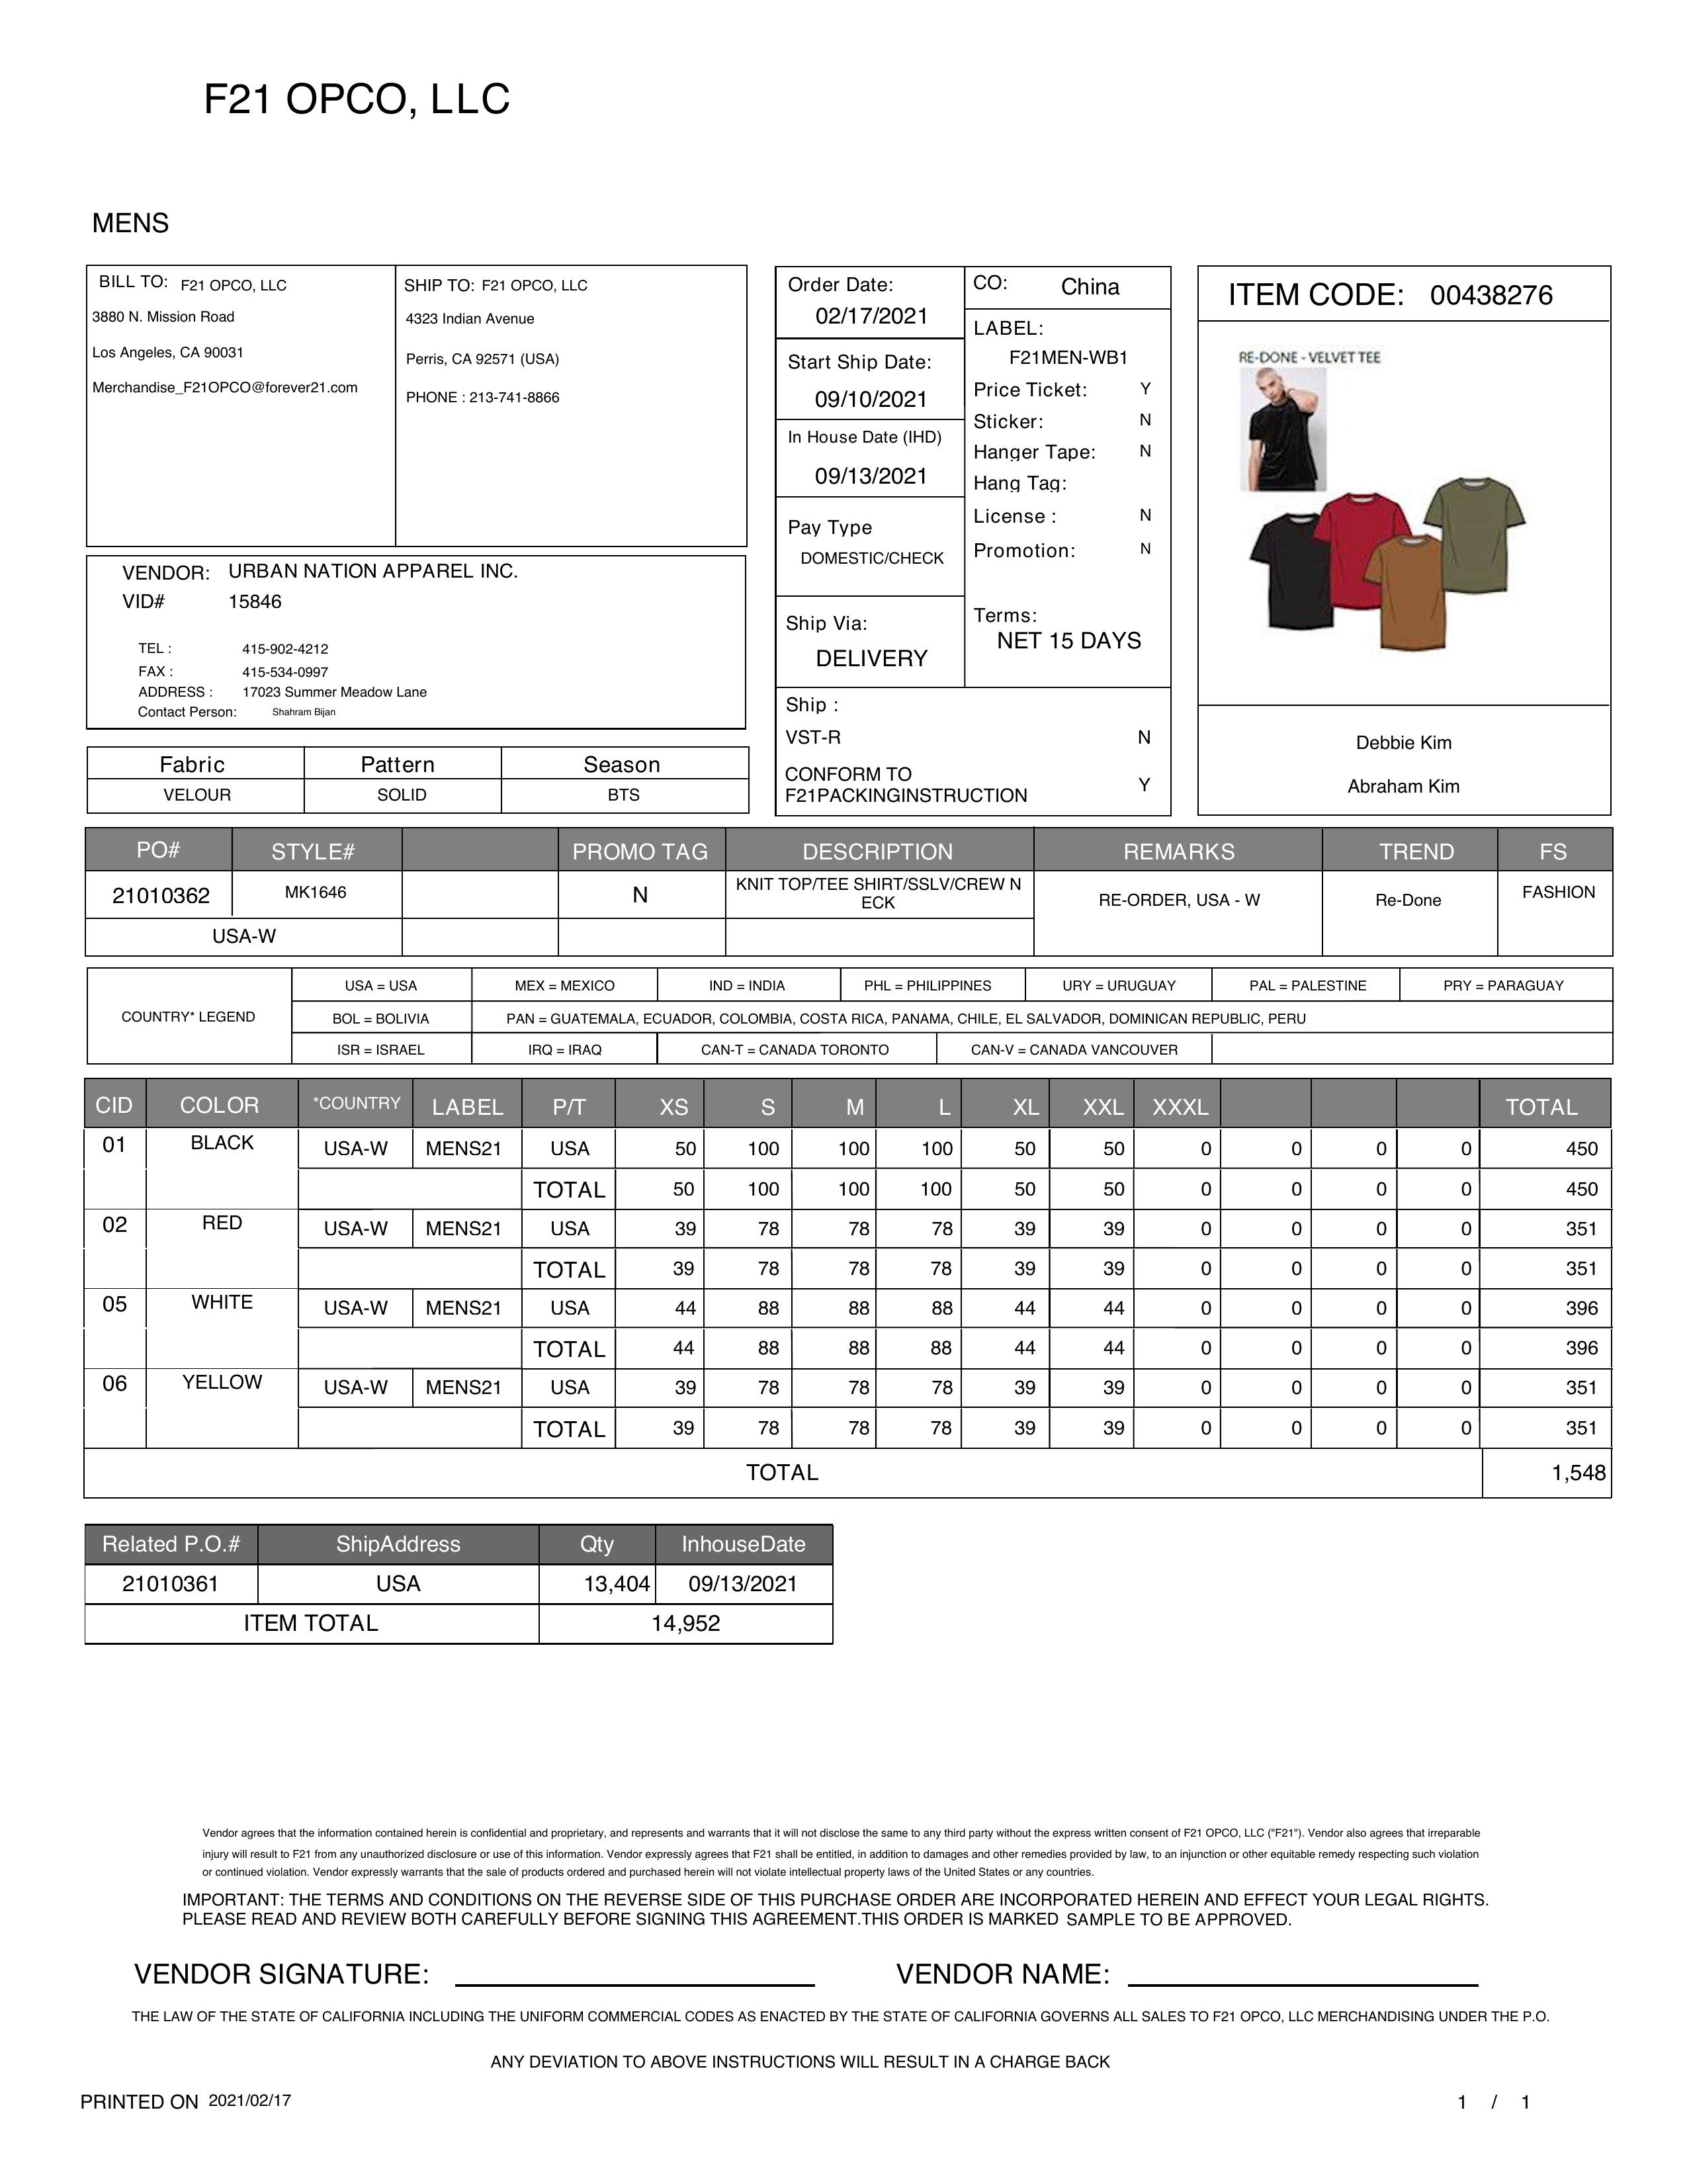 F21 OPCO, LLC
MENS
BILL TO: F21 OPCO, LLC
3880 N. Mission Road
Los Angeles, CA 90031
Merchandise_F21OPCO@forever21.com
SHIP TO: F21 OPCO, LLC
4323 Indian Avenue
Perris, CA 92571 (USA)
PHONE : 213-741-8866
VENDOR: URBAN NATION APPAREL INC.
VID# 15846
TEL : 415-902-4212
FAX : 415-534-0997
ADDRESS : 17023 Summer Meadow Lane
Contact Person: Shahram Bijan
Fabric Pattern Season
VELOUR SOLID BTS
Order Date:
02/17/2021
Start Ship Date:
09/10/2021
In House Date (IHD)
09/13/2021
Pay Type
DOMESTIC/CHECK
Ship Via:
DELIVERY
CO: China
LABEL:
F21MEN-WB1
Price Ticket: Y
Sticker: N
Hanger Tape: N
Hang Tag:
License : N
Promotion: N
Terms:
NET 15 DAYS
Ship :
VST-R N
CONFORM TO
F21PACKINGINSTRUCTION Y
ITEM CODE: 00438276
RE-DONE - VELVET TEE
Debbie Kim
Abraham Kim
PO# STYLE# PROMO TAG DESCRIPTION REMARKS TREND FS
21010362 MK1646 N KNIT TOP/TEE SHIRT/SSLV/CREW N
ECK RE-ORDER, USA - W Re-Done FASHION
USA-W
COUNTRY* LEGEND
USA = USA MEX = MEXICO IND = INDIA PHL = PHILIPPINES URY = URUGUAY PAL = PALESTINE PRY = PARAGUAY
BOL = BOLIVIA PAN = GUATEMALA, ECUADOR, COLOMBIA, COSTA RICA, PANAMA, CHILE, EL SALVADOR, DOMINICAN REPUBLIC, PERU
ISR = ISRAEL IRQ = IRAQ CAN-T = CANADA TORONTO CAN-V = CANADA VANCOUVER
CID COLOR *COUNTRY LABEL P/T XS S M L XL XXL XXXL TOTAL
01 BLACK USA-W MENS21 USA 50 100 100 100 50 50 0 0 0 0 450
TOTAL 50 100 100 100 50 50 0 0 0 0 450
02 RED USA-W MENS21 USA 39 78 78 78 39 39 0 0 0 0 351
TOTAL 39 78 78 78 39 39 0 0 0 0 351
05 WHITE USA-W MENS21 USA 44 88 88 88 44 44 0 0 0 0 396
TOTAL 44 88 88 88 44 44 0 0 0 0 396
06 YELLOW USA-W MENS21 USA 39 78 78 78 39 39 0 0 0 0 351
TOTAL 39 78 78 78 39 39 0 0 0 0 351
TOTAL 1,548
Related P.O.# ShipAddress Qty InhouseDate
21010361 USA 13,404 09/13/2021
ITEM TOTAL 14,952
Vendor agrees that the information contained herein is confidential and proprietary, and represents and warrants that it will not disclose the same to any third party without the express written consent of F21 OPCO, LLC ("F21"). Vendor also agrees that irreparable
injury will result to F21 from any unauthorized disclosure or use of this information. Vendor expressly agrees that F21 shall be entitled, in addition to damages and other remedies provided by law, to an injunction or other equitable remedy respecting such violation
or continued violation. Vendor expressly warrants that the sale of products ordered and purchased herein will not violate intellectual property laws of the United States or any countries.
IMPORTANT: THE TERMS AND CONDITIONS ON THE REVERSE SIDE OF THIS PURCHASE ORDER ARE INCORPORATED HEREIN AND EFFECT YOUR LEGAL RIGHTS.
PLEASE READ AND REVIEW BOTH CAREFULLY BEFORE SIGNING THIS AGREEMENT.THIS ORDER IS MARKED SAMPLE TO BE APPROVED.
VENDOR SIGNATURE: VENDOR NAME:
THE LAW OF THE STATE OF CALIFORNIA INCLUDING THE UNIFORM COMMERCIAL CODES AS ENACTED BY THE STATE OF CALIFORNIA GOVERNS ALL SALES TO F21 OPCO, LLC MERCHANDISING UNDER THE P.O.
ANY DEVIATION TO ABOVE INSTRUCTIONS WILL RESULT IN A CHARGE BACK
PRINTED ON 2021/02/17 1 / 1